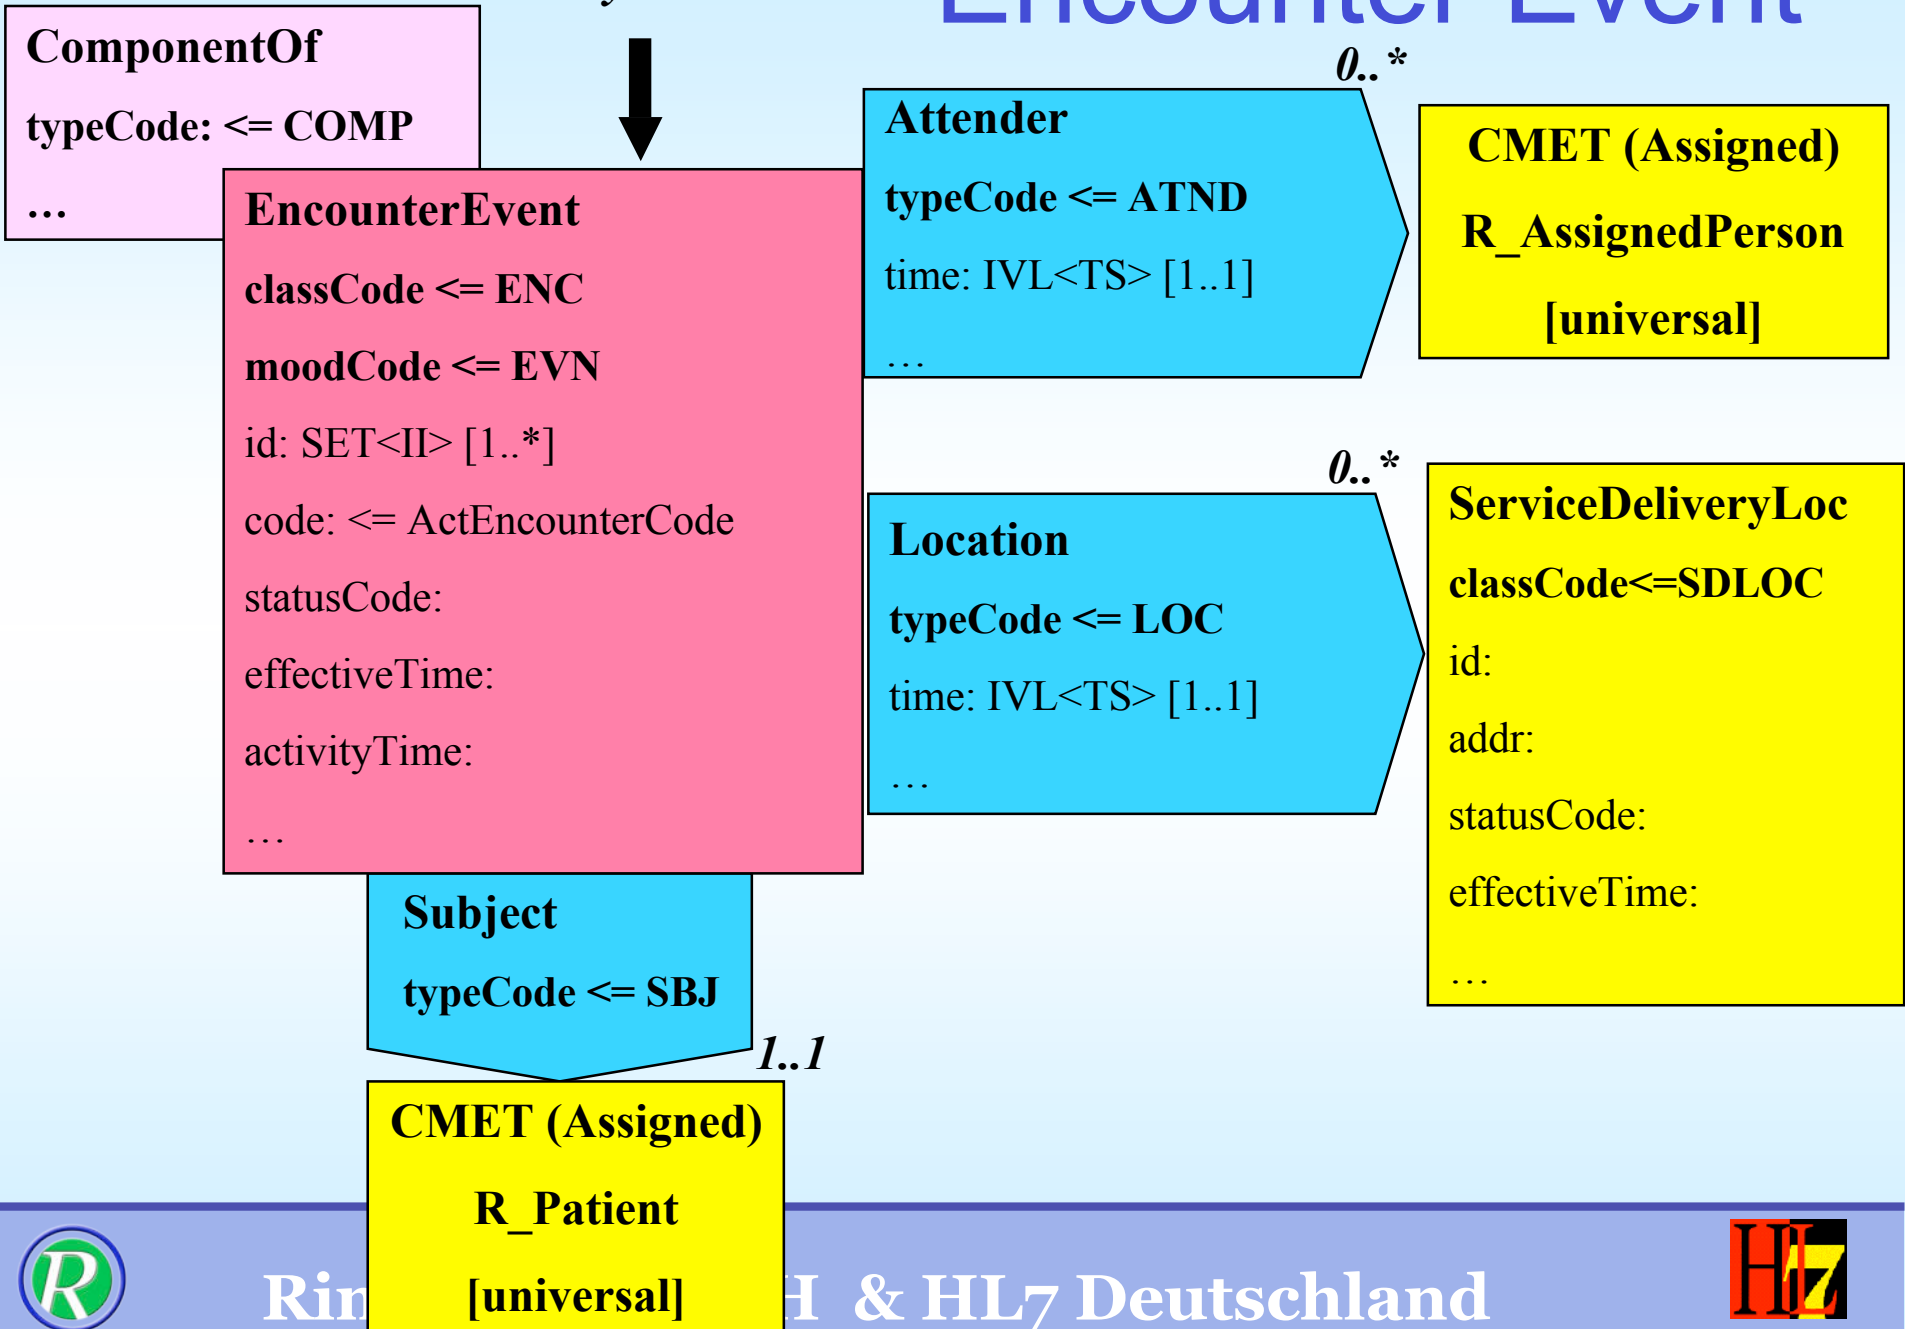 Encounter Event
ComponentOf
typeCode: <= COMP
…
EncounterEvent
classCode <= ENC
moodCode <= EVN
id: SET<II> [1..*]
code: <= ActEncounterCode
statusCode:
effectiveTime:
activityTime:
…
0..*
Attender
typeCode <= ATND
time: IVL<TS> [1..1]
…
CMET (Assigned)
R_AssignedPerson
[universal]
0..*
Location
typeCode <= LOC
time: IVL<TS> [1..1]
…
ServiceDeliveryLoc
classCode<=SDLOC
id:
addr:
statusCode:
effectiveTime:
…
Subject
typeCode <= SBJ
1..1
CMET (Assigned)
R_Patient
[universal]
R
& HL7 Deutschland
HL7